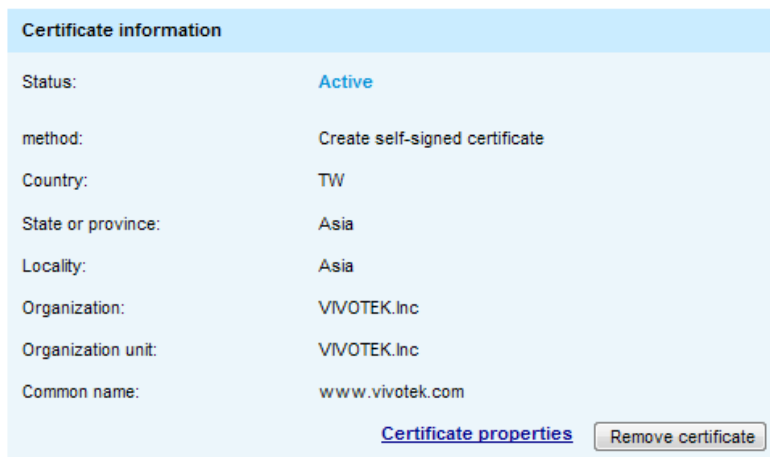 Certificate information
Status: Active
method: Create self-signed certificate
Country: TW
State or province: Asia
Locality: Asia
Organization: VIVOTEK.Inc
Organization unit: VIVOTEK.Inc
Common name: www.vivotek.com
Certificate properties Remove certificate